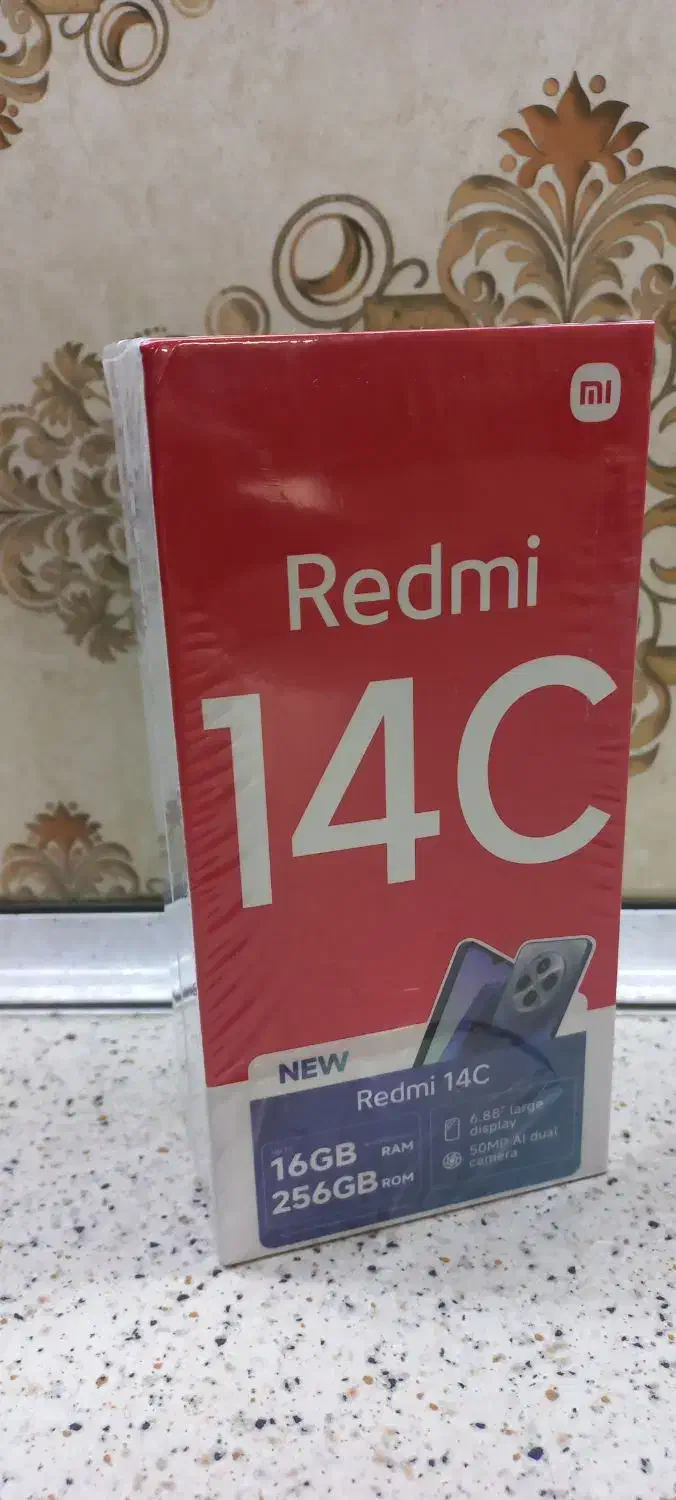 mi
Redmi
14C
NEW
Redmi 14C
16GB RAM
256GB ROM
6.88" large
display
50MP AI dual
camera